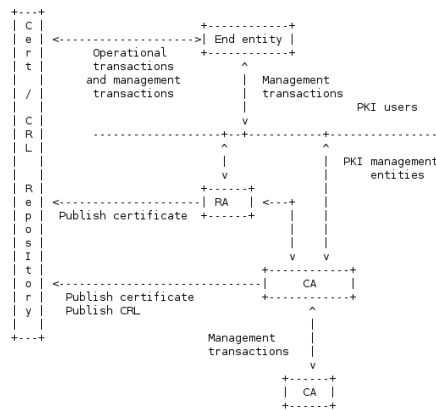 +---+
| C | +------------+
| e | <-------------------->| End entity |
| r | Operational +------------+
| t | transactions ^
| | and management | Management
| / | transactions | transactions
| | | PKI users
| C | v
| R | -------------------+--+-----------+----------------
| L | ^ ^
| | | | PKI management
| | v | entities
| R | +------+ |
| e | <---------------------| RA | <---+ |
| p | Publish certificate +------+ | |
| o | | |
| s | | |
| I | v v
| t | +------------+
| o | <------------------------------| CA |
| r | Publish certificate +------------+
| y | Publish CRL ^
| | |
+---+ Management |
transactions |
v
+------+
| CA |
+------+